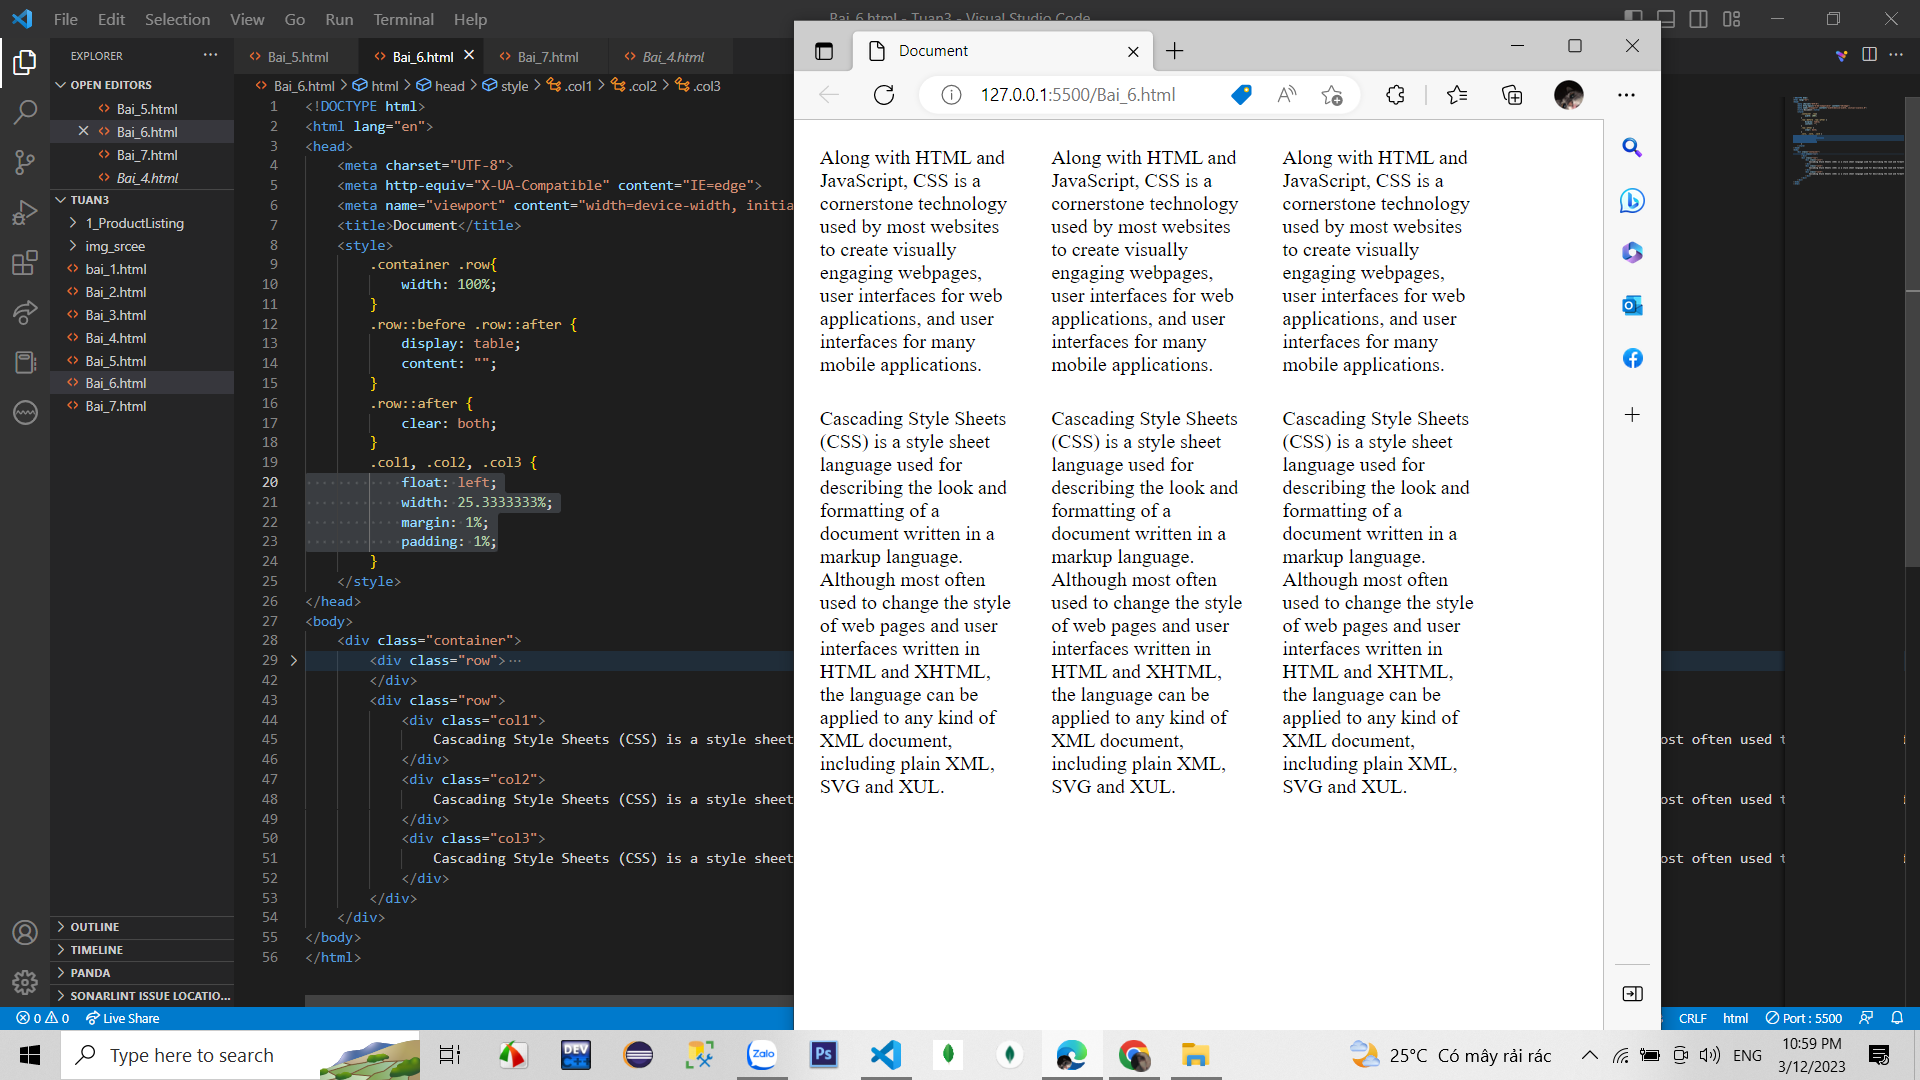 File Edit Selection View Go Run Terminal Help
Bai_6.html - Tuan3 - Visual Studio Code
EXPLORER
OPEN EDITORS
Bai_5.html
Bai_6.html
Bai_7.html
Bai_4.html
TUAN3
1_ProductListing
img_srcee
bai_1.html
Bai_2.html
Bai_3.html
Bai_4.html
Bai_5.html
Bai_6.html
Bai_7.html
OUTLINE
TIMELINE
PANDA
SONARLINT ISSUE LOCATIO...
Bai_5.html Bai_6.html Bai_7.html Bai_4.html
Bai_6.html > html > head > style > .col1 > .col2 > .col3
1 <!DOCTYPE html>
2 <html lang="en">
3 <head>
4 <meta charset="UTF-8">
5 <meta http-equiv="X-UA-Compatible" content="IE=edge">
6 <meta name="viewport" content="width=device-width, initia
7 <title>Document</title>
8 <style>
9 .container .row{
10 width: 100%;
11 }
12 .row::before .row::after {
13 display: table;
14 content: "";
15 }
16 .row::after {
17 clear: both;
18 }
19 .col1, .col2, .col3 {
20 float: left;
21 width: 25.3333333%;
22 margin: 1%;
23 padding: 1%;
24 }
25 </style>
26 </head>
27 <body>
28 <div class="container">
29 <div class="row">...
42 </div>
43 <div class="row">
44 <div class="col1">
45 Cascading Style Sheets (CSS) is a style sheet
46 </div>
47 <div class="col2">
48 Cascading Style Sheets (CSS) is a style sheet
49 </div>
50 <div class="col3">
51 Cascading Style Sheets (CSS) is a style sheet
52 </div>
53 </div>
54 </div>
55 </body>
56 </html>
ost often used t
ost often used t
ost often used t
Document
127.0.0.1:5500/Bai_6.html
Along with HTML and
JavaScript, CSS is a
cornerstone technology
used by most websites
to create visually
engaging webpages,
user interfaces for web
applications, and user
interfaces for many
mobile applications.
Along with HTML and
JavaScript, CSS is a
cornerstone technology
used by most websites
to create visually
engaging webpages,
user interfaces for web
applications, and user
interfaces for many
mobile applications.
Along with HTML and
JavaScript, CSS is a
cornerstone technology
used by most websites
to create visually
engaging webpages,
user interfaces for web
applications, and user
interfaces for many
mobile applications.
Cascading Style Sheets
(CSS) is a style sheet
language used for
describing the look and
formatting of a
document written in a
markup language.
Although most often
used to change the style
of web pages and user
interfaces written in
HTML and XHTML,
the language can be
applied to any kind of
XML document,
including plain XML,
SVG and XUL.
Cascading Style Sheets
(CSS) is a style sheet
language used for
describing the look and
formatting of a
document written in a
markup language.
Although most often
used to change the style
of web pages and user
interfaces written in
HTML and XHTML,
the language can be
applied to any kind of
XML document,
including plain XML,
SVG and XUL.
Cascading Style Sheets
(CSS) is a style sheet
language used for
describing the look and
formatting of a
document written in a
markup language.
Although most often
used to change the style
of web pages and user
interfaces written in
HTML and XHTML,
the language can be
applied to any kind of
XML document,
including plain XML,
SVG and XUL.
0 0 Live Share
CRLF html Port : 5500
Type here to search
DEV C++
Zalo
Ps
25°C Có mây rải rác
ENG
10:59 PM
3/12/2023